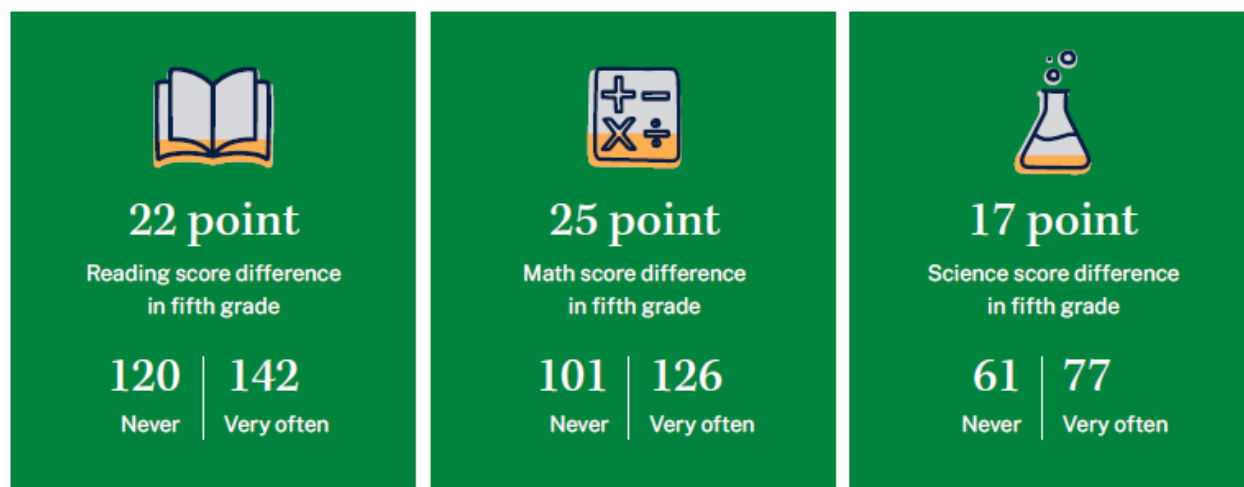 22 point
Reading score difference
in fifth grade
120 142
Never Very often
25 point
Math score difference
in fifth grade
101 126
Never Very often
17 point
Science score difference
in fifth grade
61 77
Never Very often